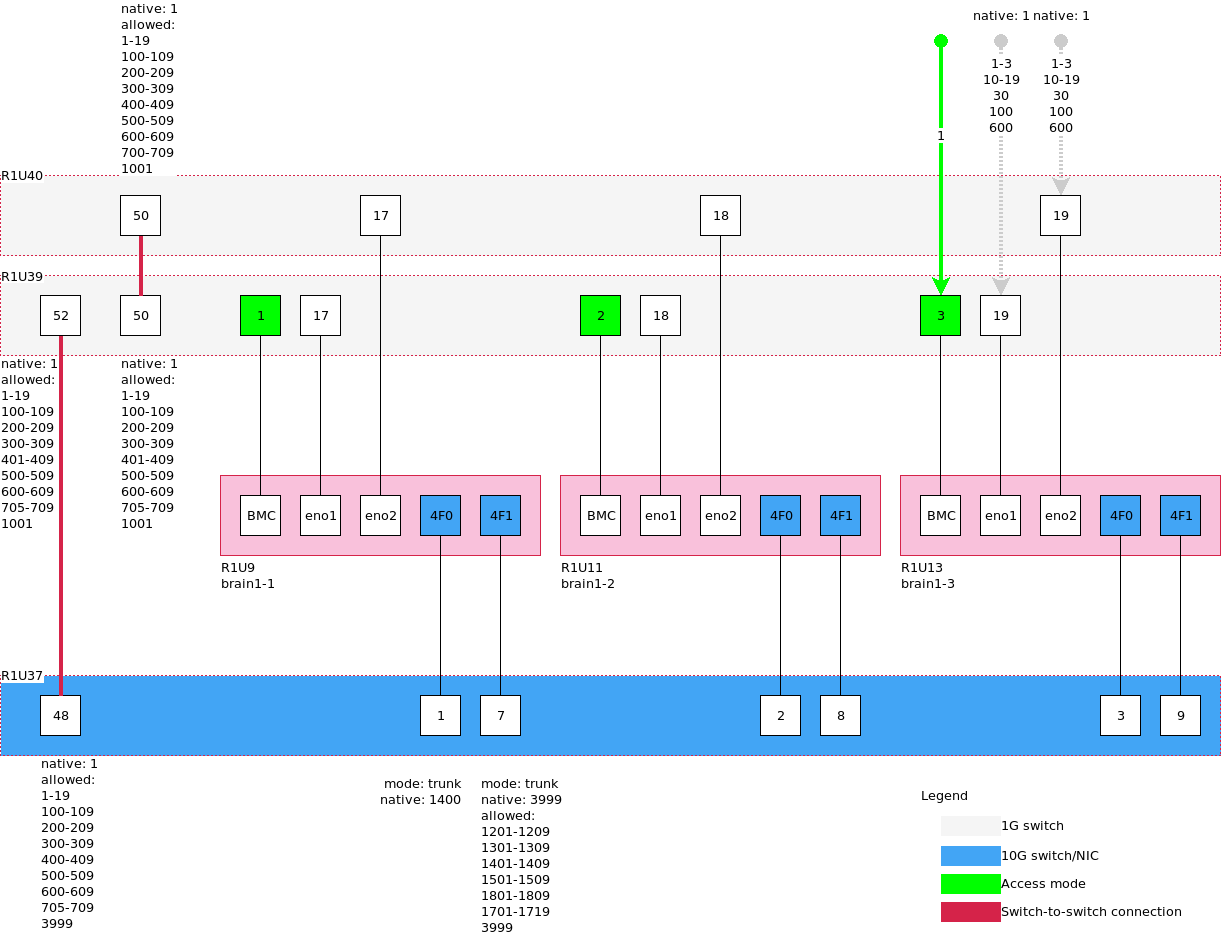 native: 1
allowed:
1-19
100-109
200-209
300-309
400-409
500-509
600-609
700-709
1001
native: 1 native: 1
1-3
10-19
30
100
600
1-3
10-19
30
100
600
1
R1U40
50
17
18
19
R1U39
52
50
1
17
2
18
3
19
native: 1
allowed:
1-19
100-109
200-209
300-309
401-409
500-509
600-609
705-709
1001
native: 1
allowed:
1-19
100-109
200-209
300-309
401-409
500-509
600-609
705-709
1001
BMC
eno1
eno2
4F0
4F1
R1U9
brain1-1
BMC
eno1
eno2
4F0
4F1
R1U11
brain1-2
BMC
eno1
eno2
4F0
4F1
R1U13
brain1-3
R1U37
48
1
7
2
8
3
9
native: 1
allowed:
1-19
100-109
200-209
300-309
400-409
500-509
600-609
705-709
3999
mode: trunk
native: 1400
mode: trunk
native: 3999
allowed:
1201-1209
1301-1309
1401-1409
1501-1509
1801-1809
1701-1719
3999
Legend
1G switch
10G switch/NIC
Access mode
Switch-to-switch connection